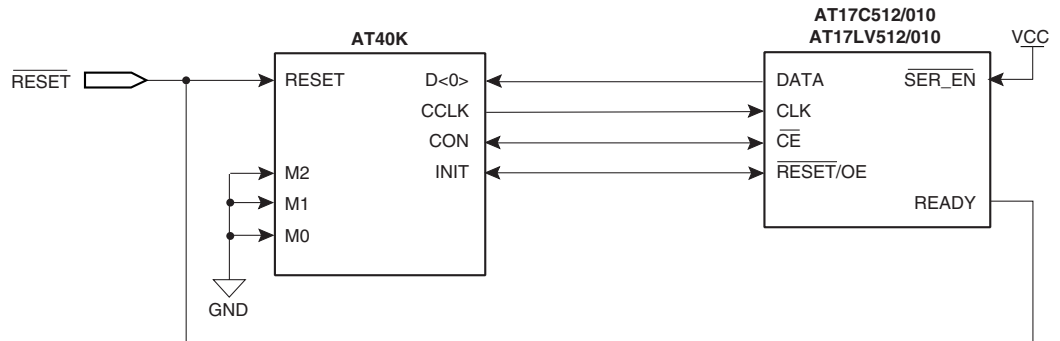 AT17C512/010
AT17LV512/010
AT40K
VCC
RESET
RESET
D<0>
DATA
SER_EN
CCLK
CLK
CON
CE
INIT
RESET/OE
M2
M1
READY
M0
GND